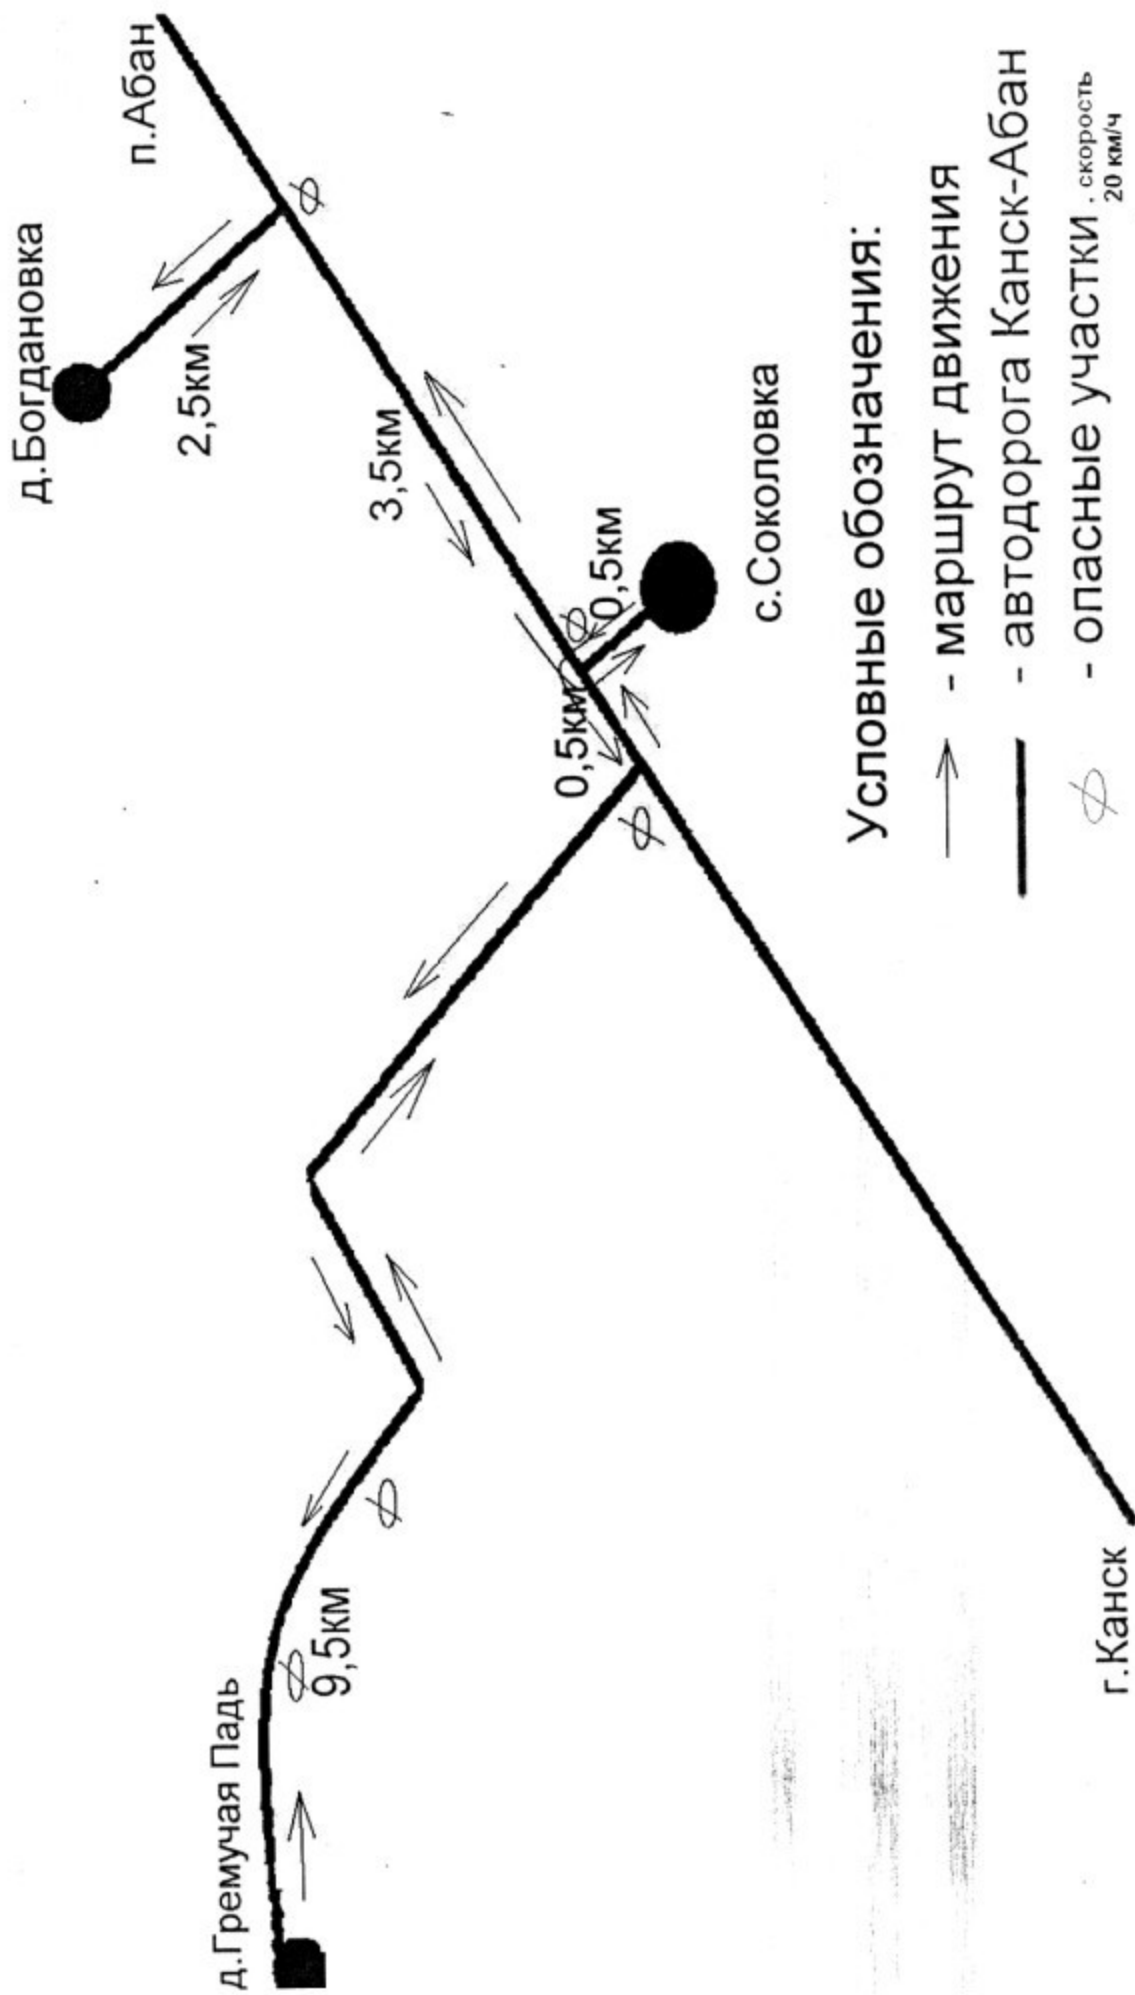 д.Богдановка
п.Абан
2,5км
3,5км
0,5км
0,5км
с.Соколовка
д.Гремучая Падь
9,5км
г.Канск
Условные обозначения:
- маршрут движения
- автодорога Канск-Абан
- опасные участки. скорость
20 км/ч